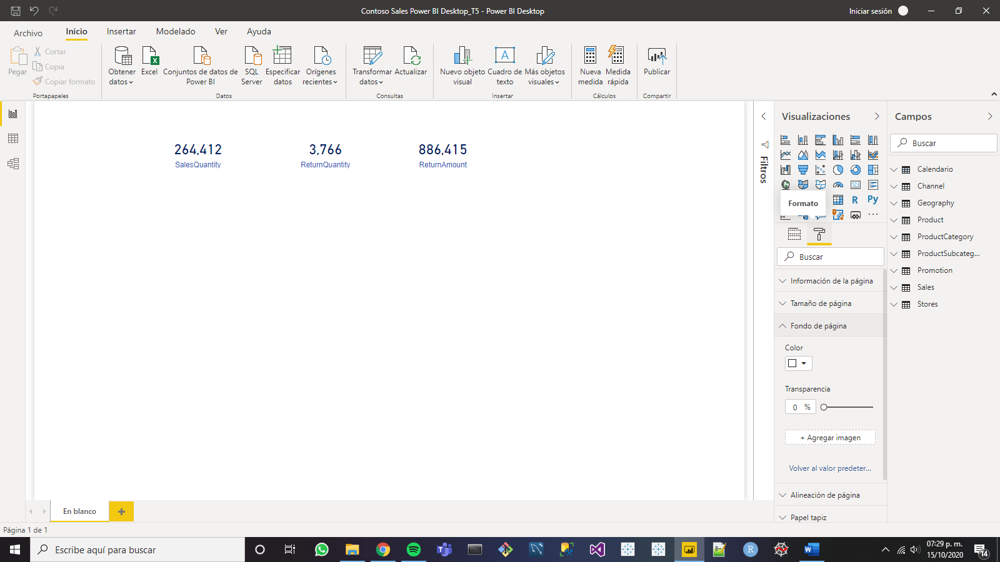 Contoso Sales Power BI Desktop_T5 - Power BI Desktop
Iniciar sesión
Archivo
Inicio
Insertar
Modelado
Ver
Ayuda
Pegar
Cortar
Copia
Copiar formato
Portapapeles
Obtener
datos
Excel
Conjuntos de datos de
Power BI
SQL
Server
Especificar
datos
Orígenes
recientes
Datos
Transformar
datos
Actualizar
Consultas
Nuevo objeto
visual
Cuadro de
texto
Más objetos
visuales
Insertar
Nueva
medida
Medida
rápida
Cálculos
Publicar
Compartir
264,412
SalesQuantity
3,766
ReturnQuantity
886,415
ReturnAmount
Filtros
Visualizaciones
123
R
Py
Formato
Buscar
Información de la página
Tamaño de página
Fondo de página
Color
Transparencia
0 %
+ Agregar imagen
Volver al valor predeter...
Alineación de página
Papel tapiz
Campos
Buscar
Calendario
Channel
Geography
Product
ProductCategory
ProductSubcateg...
Promotion
Sales
Stores
En blanco
+
Página 1 de 1
Escribe aquí para buscar
07:29 p. m.
15/10/2020
14